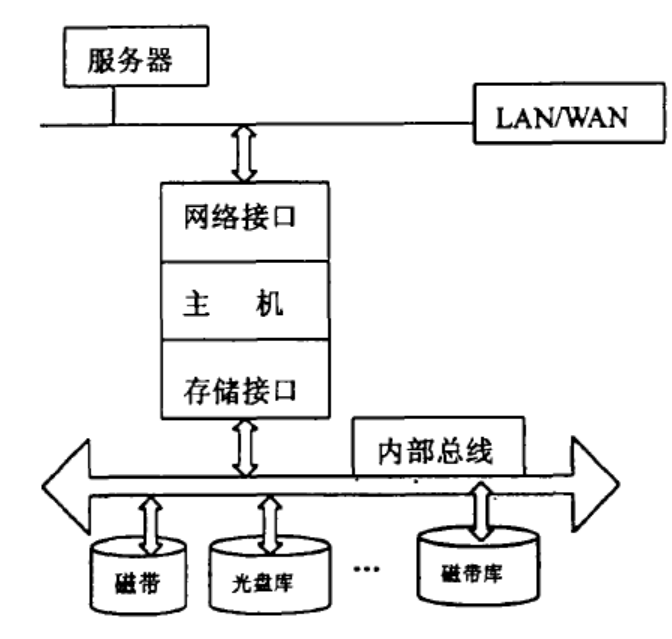 服务器
LAN/WAN
网络接口
主 机
存储接口
内部总线
磁带
光盘库
...
磁带库